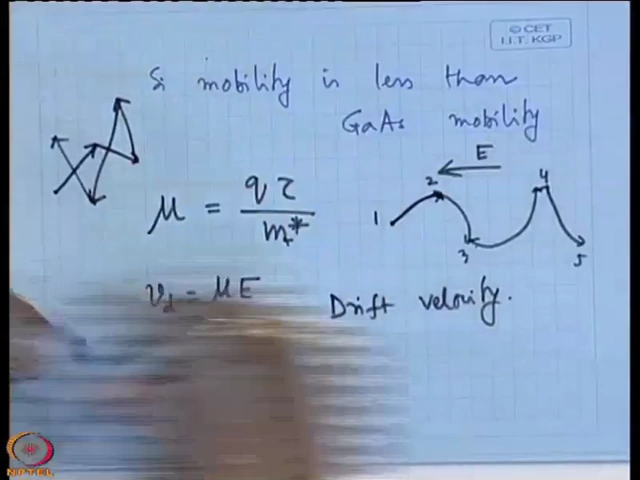 © CET
I.I.T. KGP
Si mobility is less than
GaAs mobility
E
1
2
3
4
5
μ = qτ / m*
v_d = μE
Drift velocity.
NPTEL